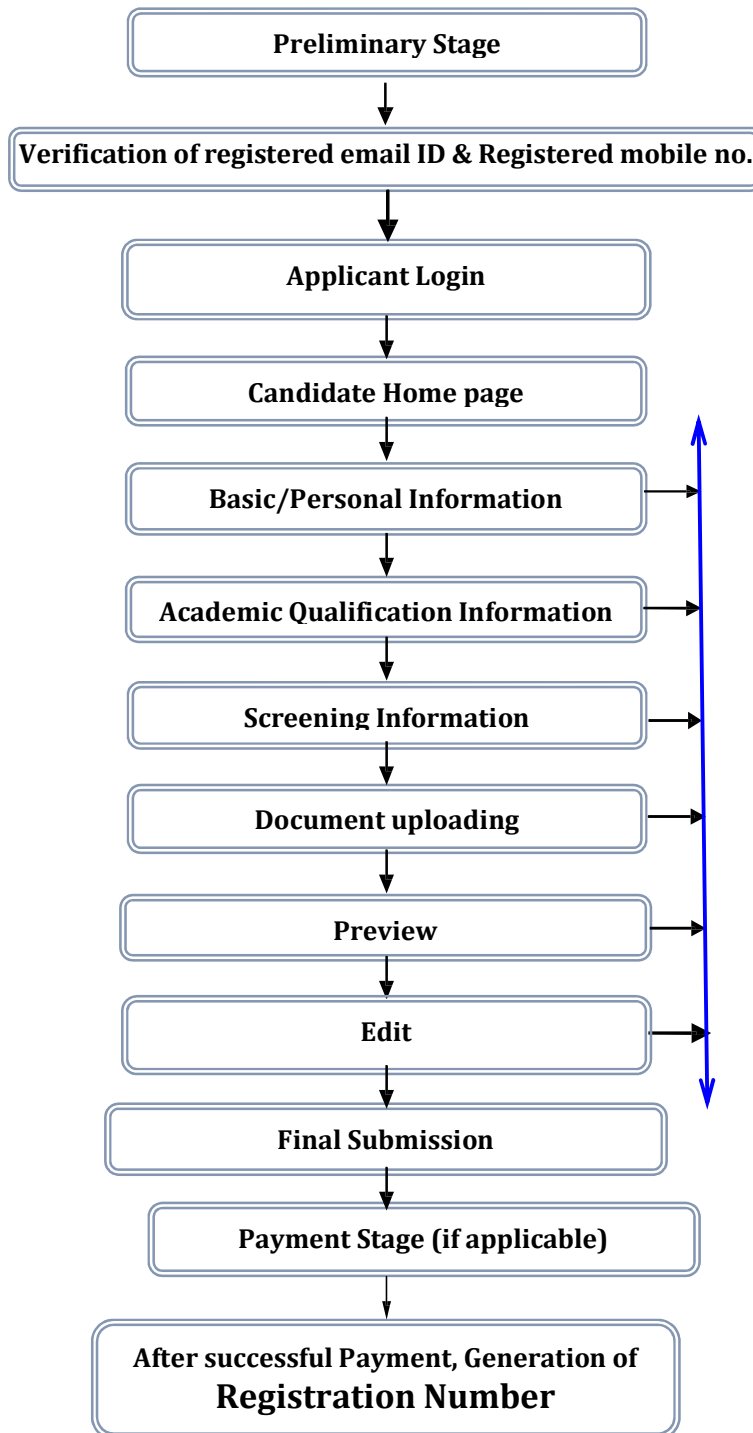 Preliminary Stage
Verification of registered email ID & Registered mobile no.
Applicant Login
Candidate Home page
Basic/Personal Information
Academic Qualification Information
Screening Information
Document uploading
Preview
Edit
Final Submission
Payment Stage (if applicable)
After successful Payment, Generation of
Registration Number